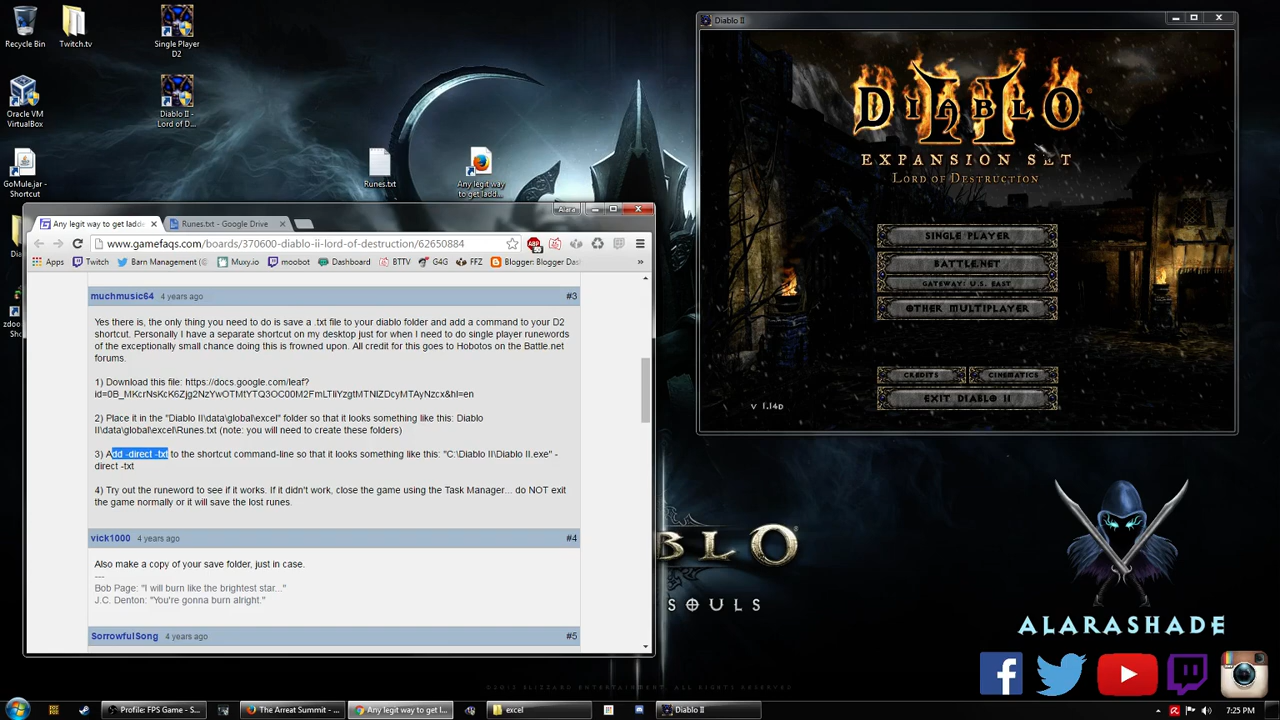 Recycle Bin
Twitch.tv
Single Player
D2
Oracle VM
VirtualBox
Diablo II -
Lord of D...
GoMule.jar -
Shortcut
Runes.txt
Any legit way
to get ladd...
Diablo II
DIABLO II
EXPANSION SET
LORD OF DESTRUCTION
SINGLE PLAYER
BATTLE.NET
GATEWAY: U.S. EAST
OTHER MULTIPLAYER
CREDITS
CINEMATICS
EXIT DIABLO II
v 1.14D
Alara
Any legit way to get ladde
Runes.txt - Google Drive
www.gamefaqs.com/boards/370600-diablo-ii-lord-of-destruction/62650884
Apps
Twitch
Barn Management (
Muxy.io
moobot
Dashboard
BTTV
G4G
FFZ
Blogger: Blogger Das
»
muchmusic64 4 years ago #3
Yes there is, the only thing you need to do is save a .txt file to your diablo folder and add a command to your D2
shortcut. Personally I have a separate shortcut on my desktop just for when I need to do single player runewords
of the exceptionally small chance doing this is frowned upon. All credit for this goes to Hobotos on the Battle.net
forums.
1) Download this file: https://docs.google.com/leaf?
2) Place it in the "Diablo II\data\global\excel" folder so that it looks something like this: Diablo
II\data\global\excel\Runes.txt (note: you will need to create these folders)
3) Add -direct -txt to the shortcut command-line so that it looks something like this: "C:\Diablo II\Diablo II.exe" -
direct -txt
4) Try out the runeword to see if it works. If it didn't work, close the game using the Task Manager... do NOT exit
the game normally or it will save the lost runes.
vick1000 4 years ago #4
Also make a copy of your save folder, just in case.
---
Bob Page: "I will burn like the brightest star..."
J.C. Denton: "You're gonna burn alright."
SorrowfulSong 4 years ago #5
BLO
SOULS
ALARASHADE
©2013 BLIZZARD ENTERTAINMENT. ALL RIGHTS RESERVED
Profile: FPS Game - S...
The Arreat Summit - ...
Any legit way to get l...
excel
Diablo II
7:25 PM